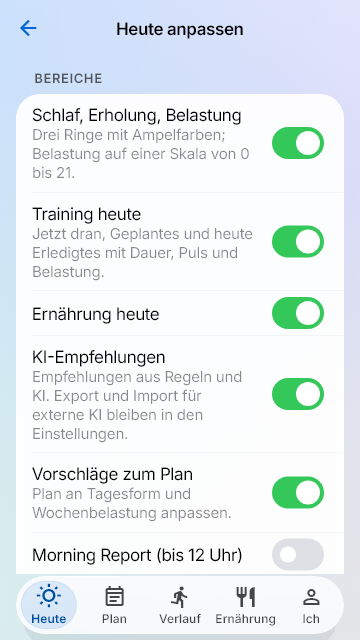 Heute anpassen
BEREICHE
Schlaf, Erholung, Belastung
Drei Ringe mit Ampelfarben;
Belastung auf einer Skala von 0
bis 21.
Training heute
Jetzt dran, Geplantes und heute
Erledigtes mit Dauer, Puls und
Belastung.
Ernährung heute
KI-Empfehlungen
Empfehlungen aus Regeln und
KI. Export und Import für
externe KI bleiben in den
Einstellungen.
Vorschläge zum Plan
Plan an Tagesform und
Wochenbelastung anpassen.
Morning Report (bis 12 Uhr)
Heute Plan Verlauf Ernährung Ich